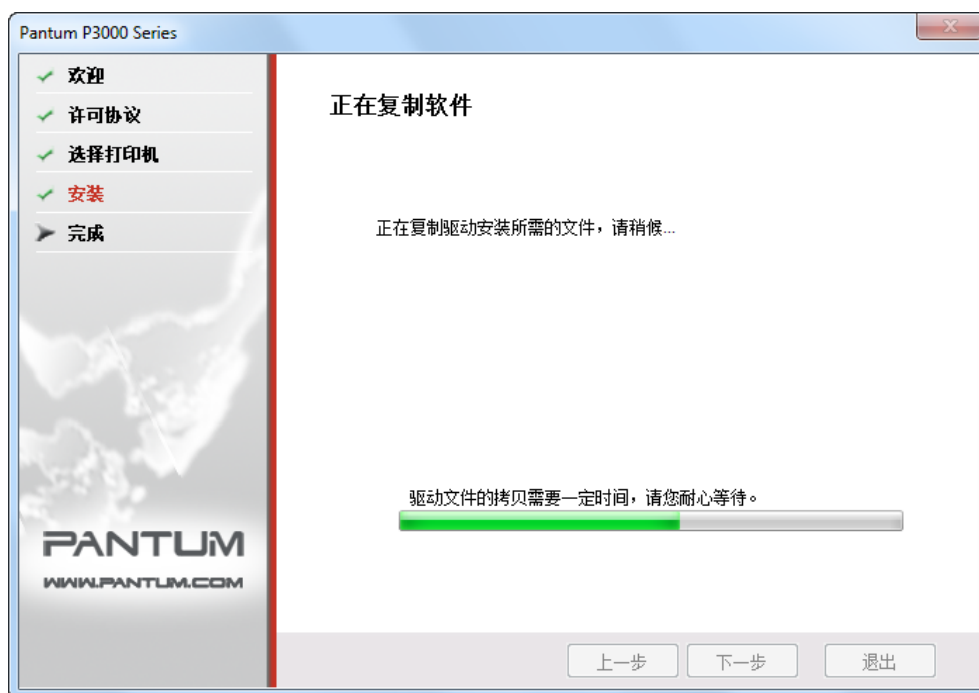 Pantum P3000 Series
欢迎
许可协议
选择打印机
安装
完成
正在复制软件
正在复制驱动安装所需的文件，请稍候...
驱动文件的拷贝需要一定时间，请您耐心等待。
PANTUM
WWW.PANTUM.COM
上一步 下一步 退出